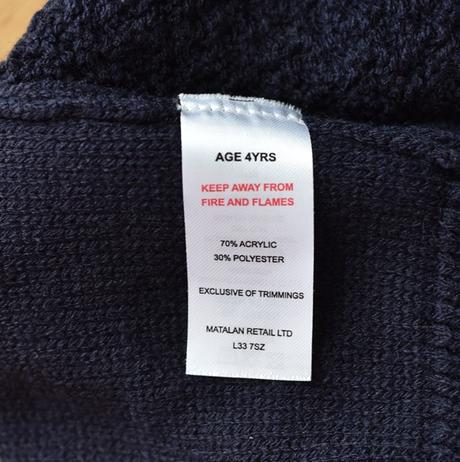 AGE 4YRS
KEEP AWAY FROM
FIRE AND FLAMES
70% ACRYLIC
30% POLYESTER
EXCLUSIVE OF TRIMMINGS
MATALAN RETAIL LTD
L33 7SZ